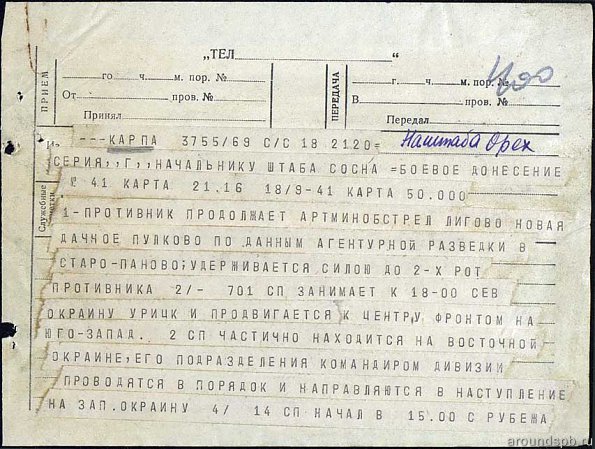 „ТЕЛ “
ПРИЕМ
го ч. м. пор. №
От- пров. №
Принял
ПЕРЕДАЧА
г. ч. м. пор. №
В пров. №
Передал
Служебные
---КАРПА 3755/69 С/С 18 2120= Наштаба Орех
СЕРИЯ,,Г,,НАЧАЛЬНИКУ ШТАБА СОСНА =БОЕВОЕ ДОНЕСЕНИЕ
№ 41 КАРТА 21.16 18/9-41 КАРТА 50.000
1-ПРОТИВНИК ПРОДОЛЖАЕТ АРТМИНОБСТРЕЛ ЛИГОВО НОВАЯ
ДАЧНОЕ ПУЛКОВО ПО ДАННЫМ АГЕНТУРНОЙ РАЗВЕДКИ В
СТАРО-ПАНОВО;УДЕРЖИВАЕТСЯ СИЛОЮ ДО 2-Х РОТ
ПРОТИВНИКА 2/- 701 СП ЗАНИМАЕТ К 18-00 СЕВ
ОКРАИНУ УРИЦК И ПРОДВИГАЕТСЯ К ЦЕНТРУ ФРОНТОМ НА
ЮГО-ЗАПАД. 2 СП ЧАСТИЧНО НАХОДИТСЯ НА ВОСТОЧНОЙ
ОКРАИНЕ,ЕГО ПОДРАЗДЕЛЕНИЯ КОМАНДИРОМ ДИВИЗИИ
ПРОВОДЯТСЯ В ПОРЯДОК И НАПРАВЛЯЮТСЯ В НАСТУПЛЕНИЕ
НА ЗАП.ОКРАИНУ 4/ 14 СП НАЧАЛ В 15.00 С РУБЕЖА
aroundspb.ru